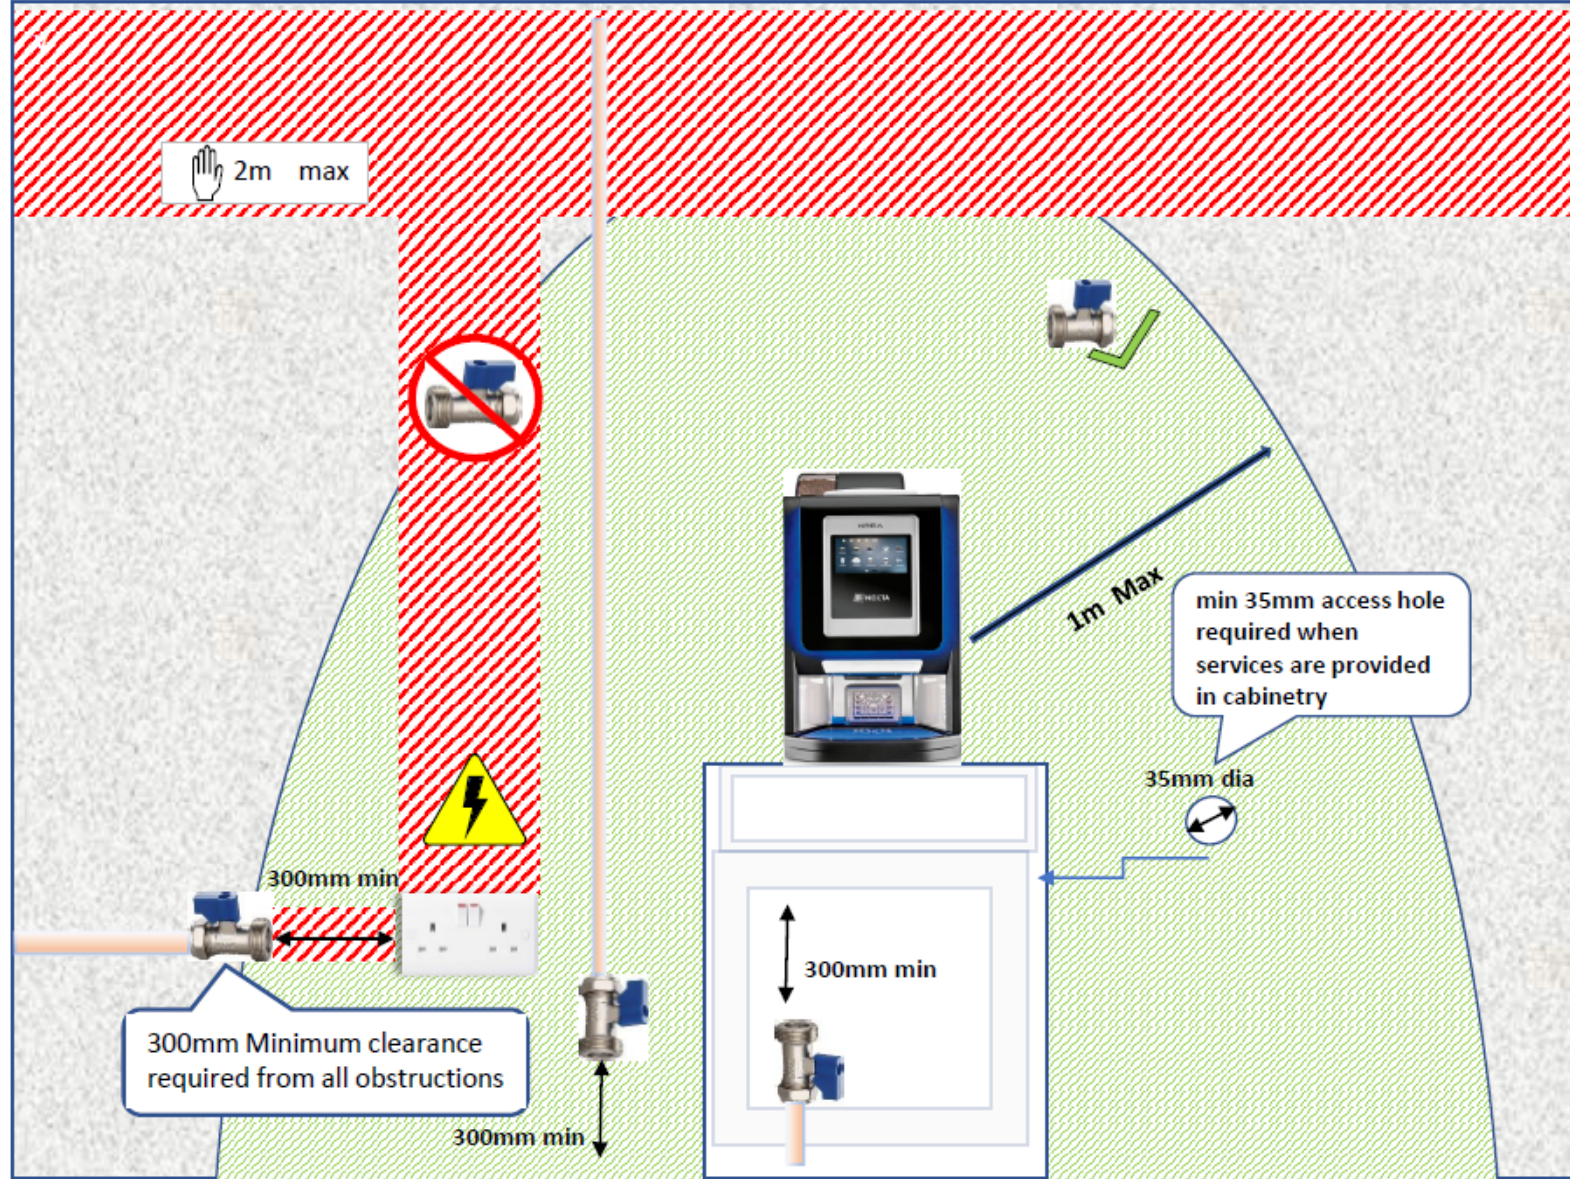 2m max
1m Max
min 35mm access hole
required when
services are provided
in cabinetry
35mm dia
300mm min
300mm min
300mm Minimum clearance
required from all obstructions
300mm min